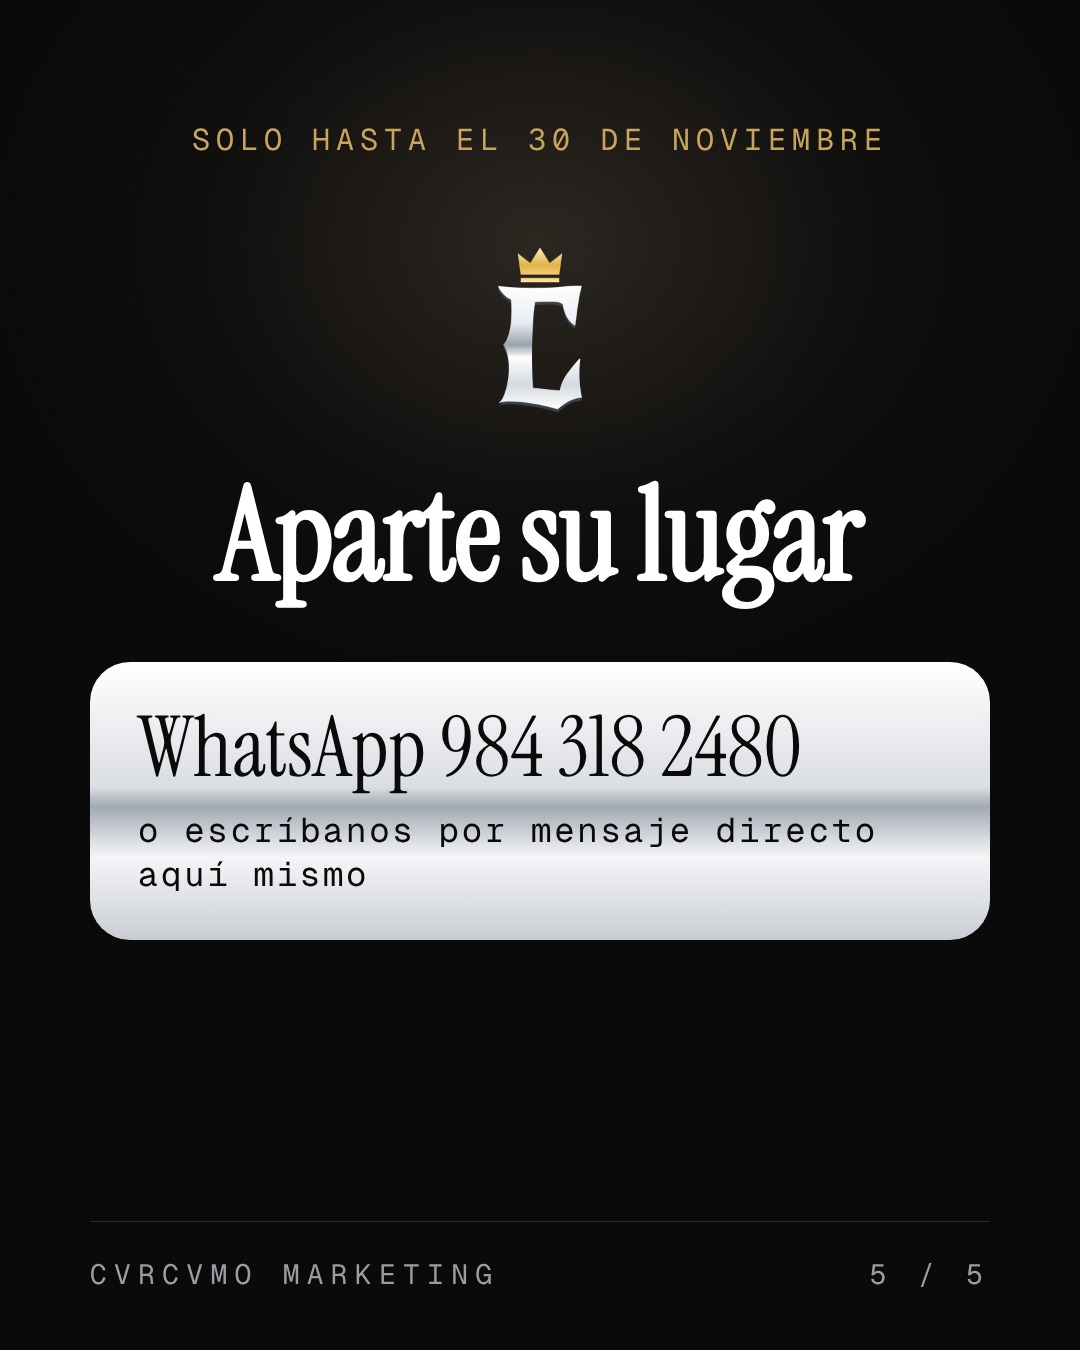 SOLO HASTA EL 30 DE NOVIEMBRE
C
Aparte su lugar
WhatsApp 984 318 2480
o escríbanos por mensaje directo
aquí mismo
CVRCVMO MARKETING
5 / 5